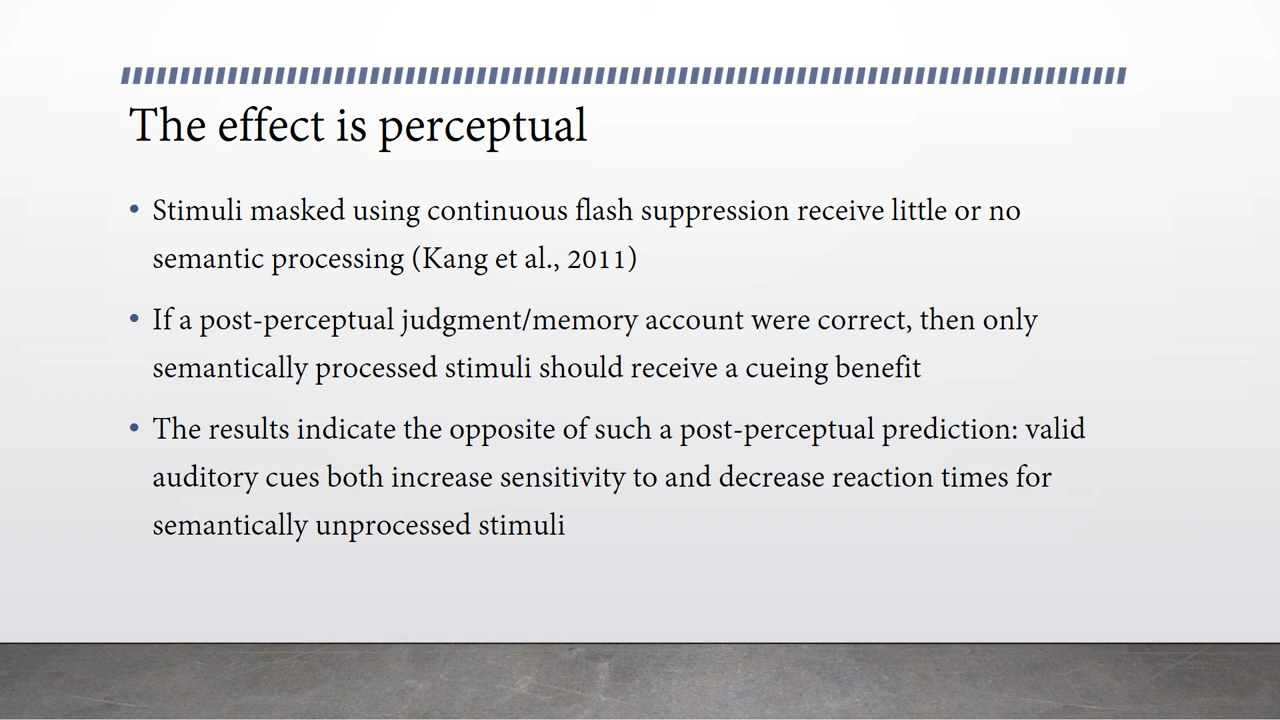 The effect is perceptual
• Stimuli masked using continuous flash suppression receive little or no
semantic processing (Kang et al., 2011)
• If a post-perceptual judgment/memory account were correct, then only
semantically processed stimuli should receive a cueing benefit
• The results indicate the opposite of such a post-perceptual prediction: valid
auditory cues both increase sensitivity to and decrease reaction times for
semantically unprocessed stimuli